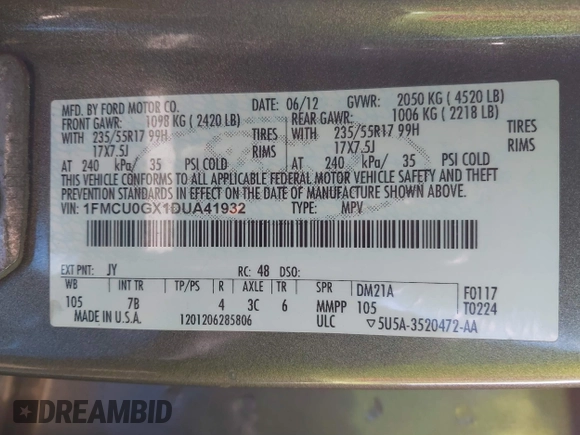 MFD. BY FORD MOTOR CO. DATE: 06/12 GVWR: 2050 KG ( 4520 LB)
FRONT GAWR: 1098 KG ( 2420 LB) REAR GAWR: 1006 KG ( 2218 LB)
WITH 235/55R17 99H TIRES WITH 235/55R17 99H TIRES
17X7.5J RIMS 17X7.5J RIMS
AT 240 kPa/ 35 PSI COLD AT 240 kPa/ 35 PSI COLD
THIS VEHICLE CONFORMS TO ALL APPLICABLE FEDERAL MOTOR VEHICLE SAFETY AND THEFT
PREVENTION STANDARDS IN EFFECT ON THE DATE OF MANUFACTURE SHOWN ABOVE.
VIN: 1FMCU0GX1DUA41932 TYPE: MPV
EXT PNT: JY RC: 48 DSO:
WB INT TR TP/PS R AXLE TR SPR DM21A F0117
105 7B 4 3C 6 MMPP 105 T0224
MADE IN U.S.A. 1201206285806 ULC ▽5U5A-3520472-AA
DREAMBID